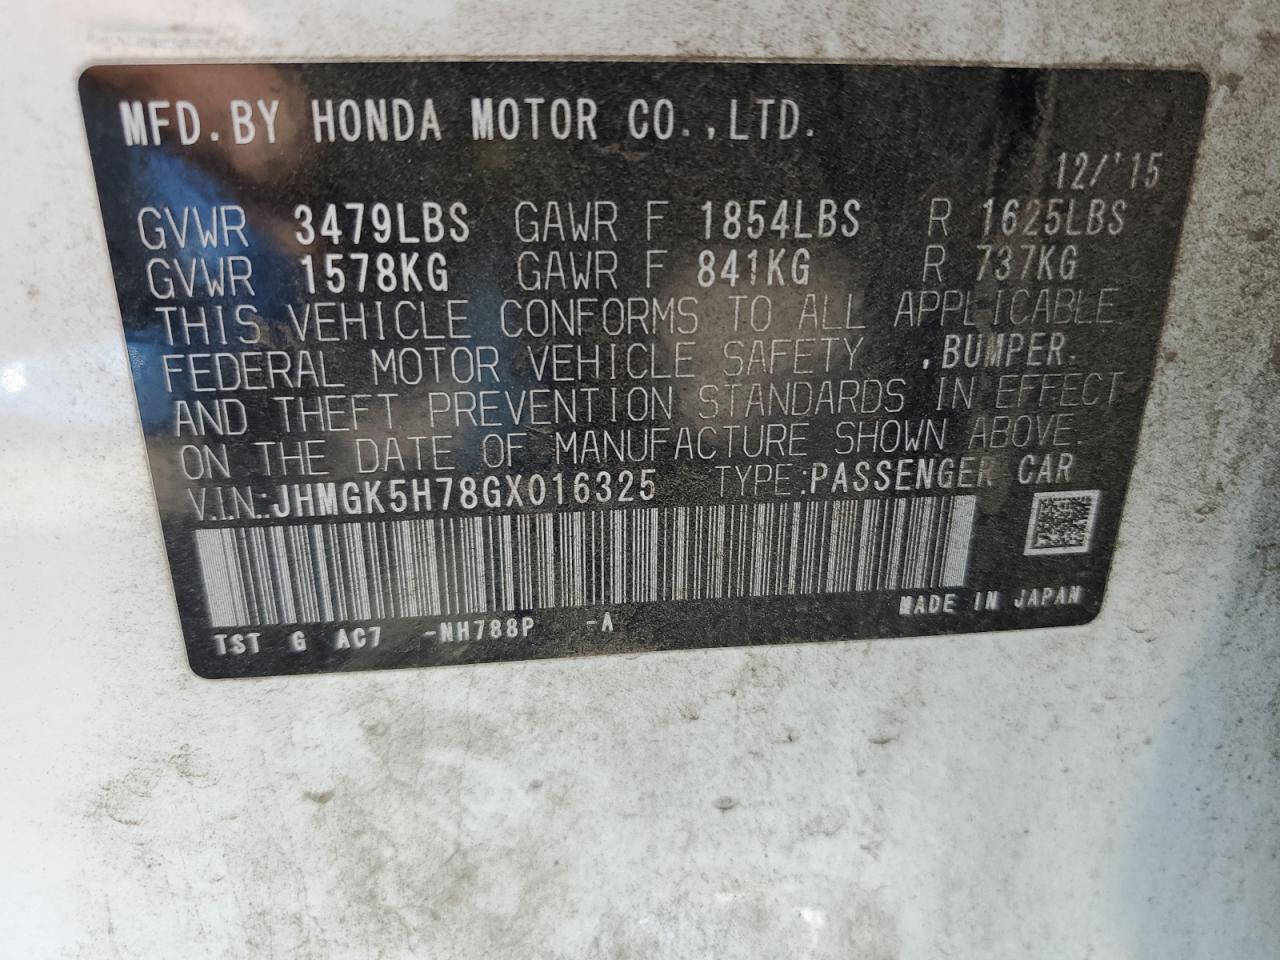 MFD.BY HONDA MOTOR CO.,LTD.
12/'15
GVWR 3479LBS GAWR F 1854LBS R 1625LBS
GVWR 1578KG GAWR F 841KG R 737KG
THIS VEHICLE CONFORMS TO ALL APPLICABLE
FEDERAL MOTOR VEHICLE SAFETY ,BUMPER.
AND THEFT PREVENTION STANDARDS IN EFFECT
ON THE DATE OF MANUFACTURE SHOWN ABOVE.
V.I.N.:JHMGK5H78GX016325 TYPE:PASSENGER CAR
TST G AC7 -NH788P -A MADE IN JAPAN